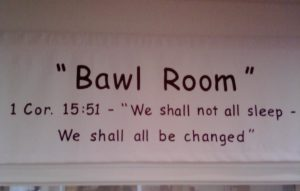 "Bawl Room"
1 Cor. 15:51 - "We shall not all sleep -
We shall all be changed"